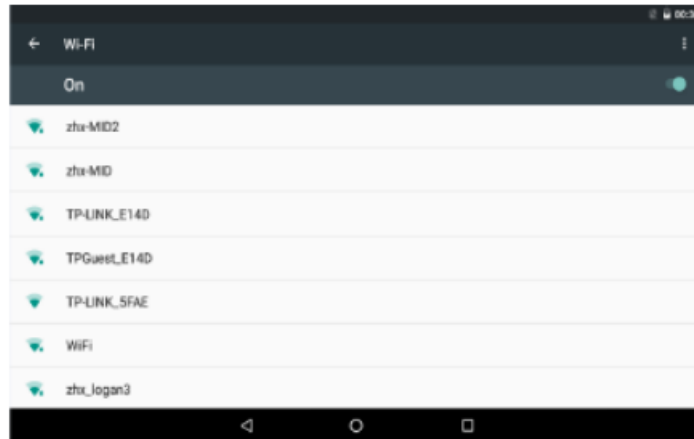 Wi-Fi
On
zhx-MID2
zhx-MID
TP-LINK_E14D
TPGuest_E14D
TP-LINK_5FAE
WiFi
zhx_logan3